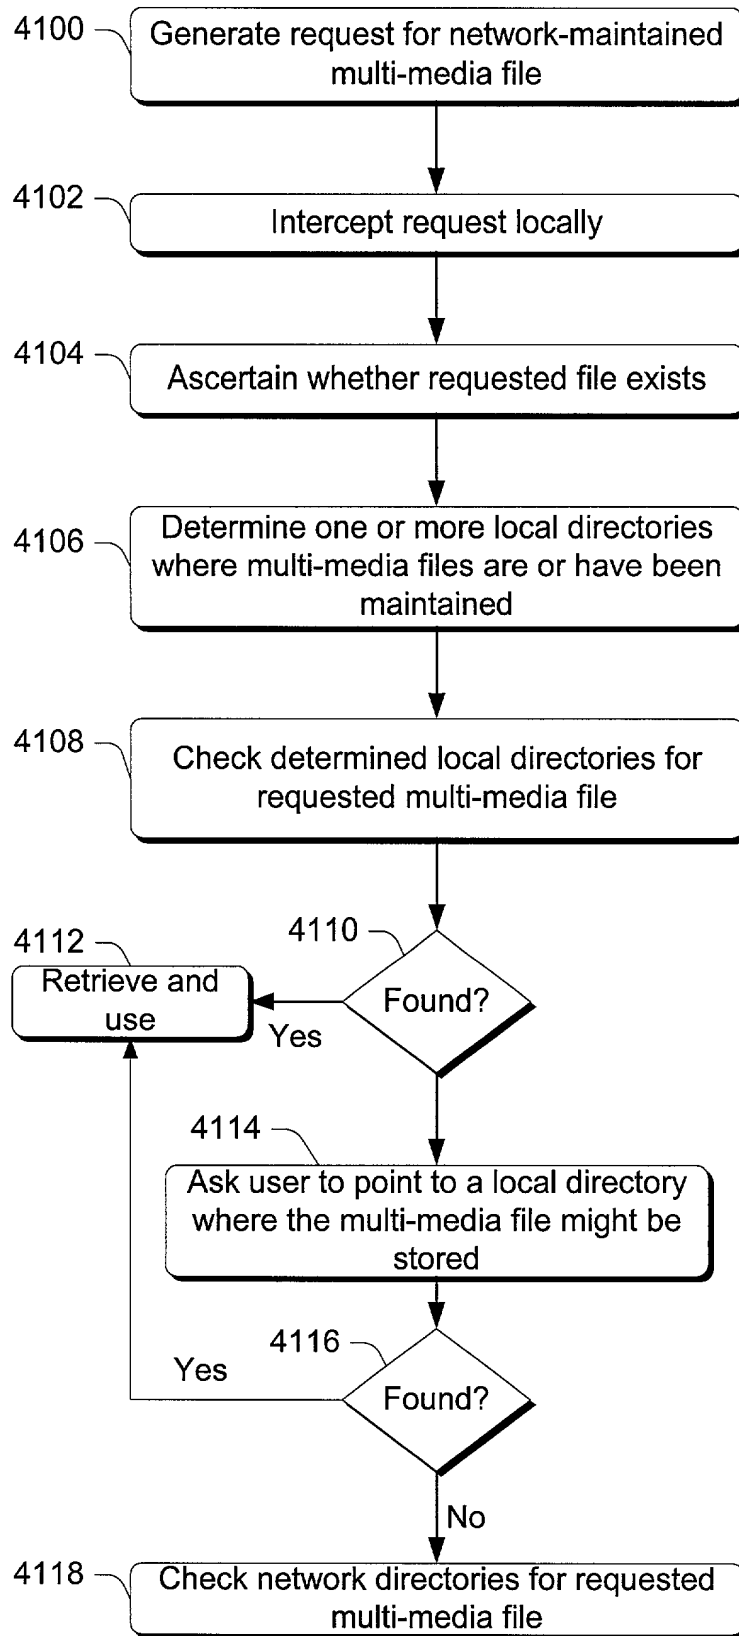 4100
Generate request for network-maintained
multi-media file
4102
Intercept request locally
4104
Ascertain whether requested file exists
4106
Determine one or more local directories
where multi-media files are or have been
maintained
4108
Check determined local directories for
requested multi-media file
4110
Found?
Yes
4112
Retrieve and
use
4114
Ask user to point to a local directory
where the multi-media file might be
stored
4116
Found?
Yes
No
4118
Check network directories for requested
multi-media file